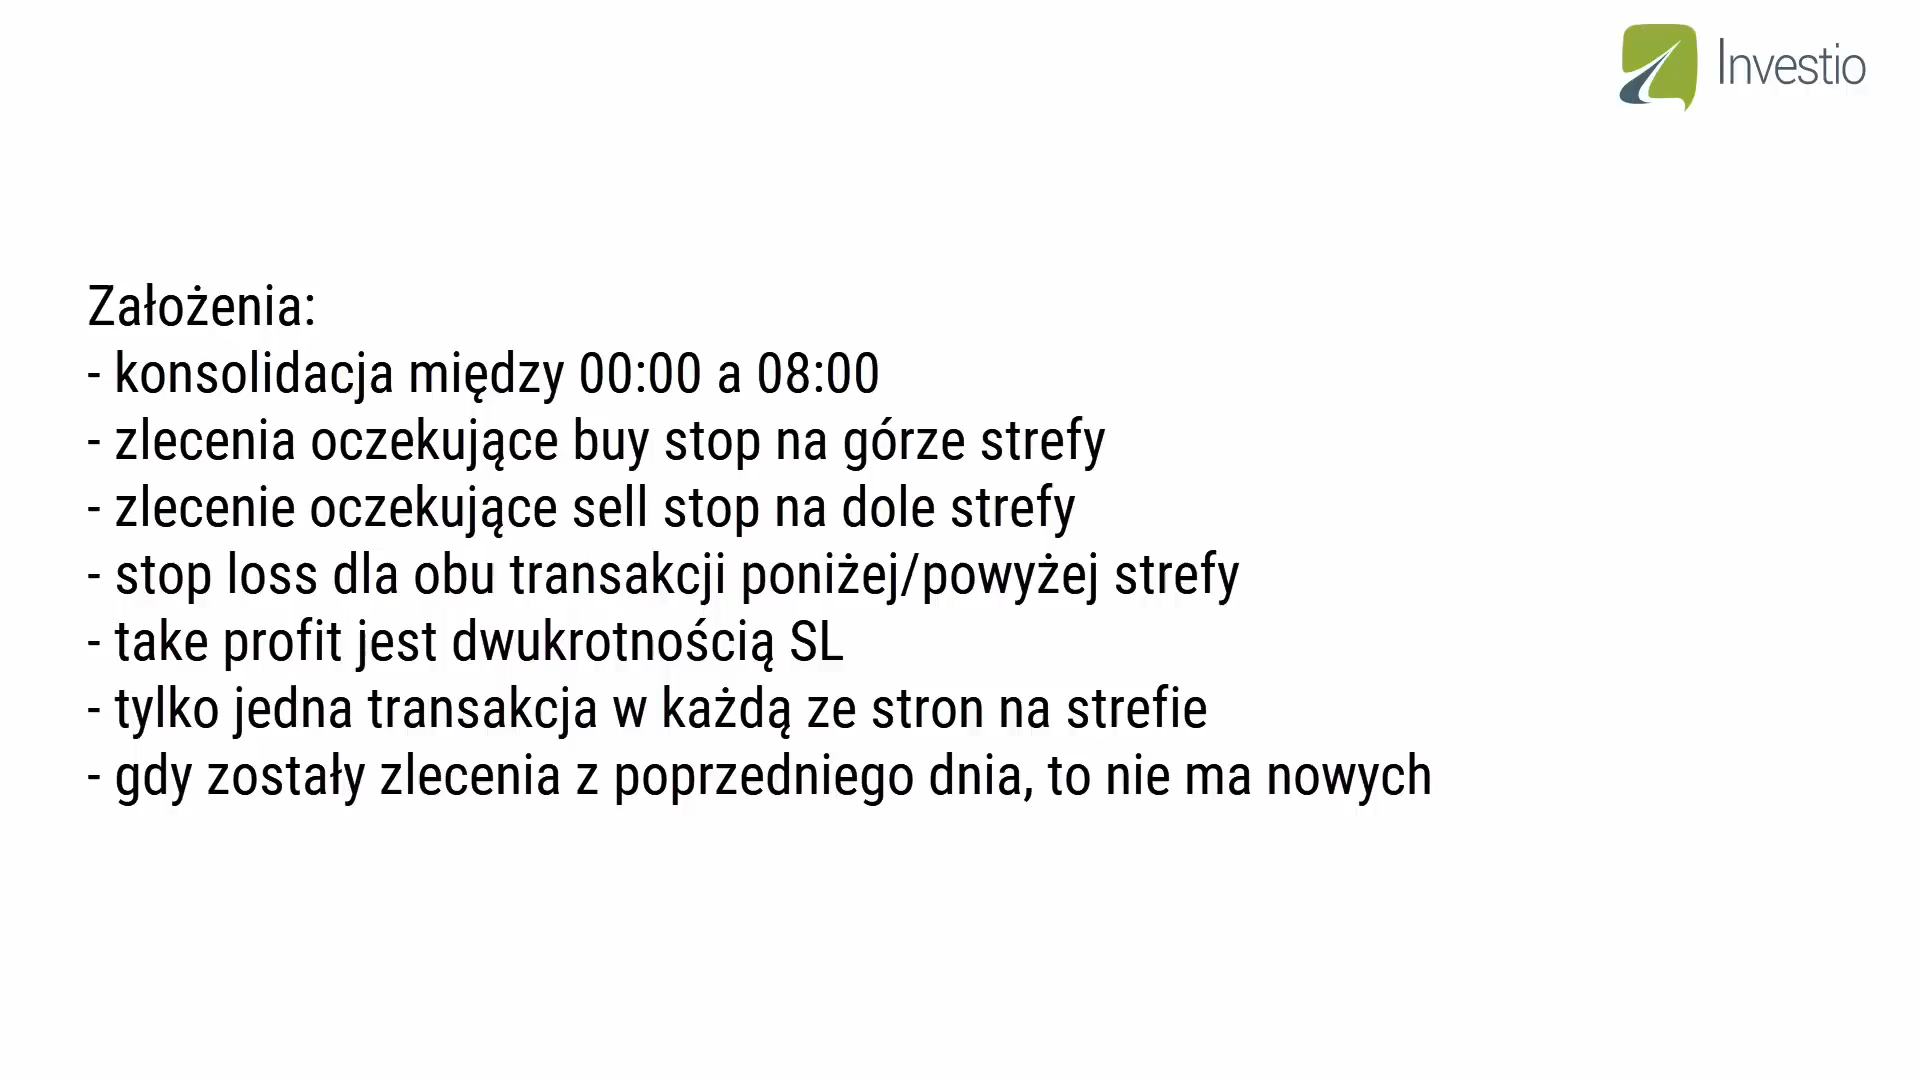 Investio
Założenia:
- konsolidacja między 00:00 a 08:00
- zlecenia oczekujące buy stop na górze strefy
- zlecenie oczekujące sell stop na dole strefy
- stop loss dla obu transakcji poniżej/powyżej strefy
- take profit jest dwukrotnością SL
- tylko jedna transakcja w każdą ze stron na strefie
- gdy zostały zlecenia z poprzedniego dnia, to nie ma nowych